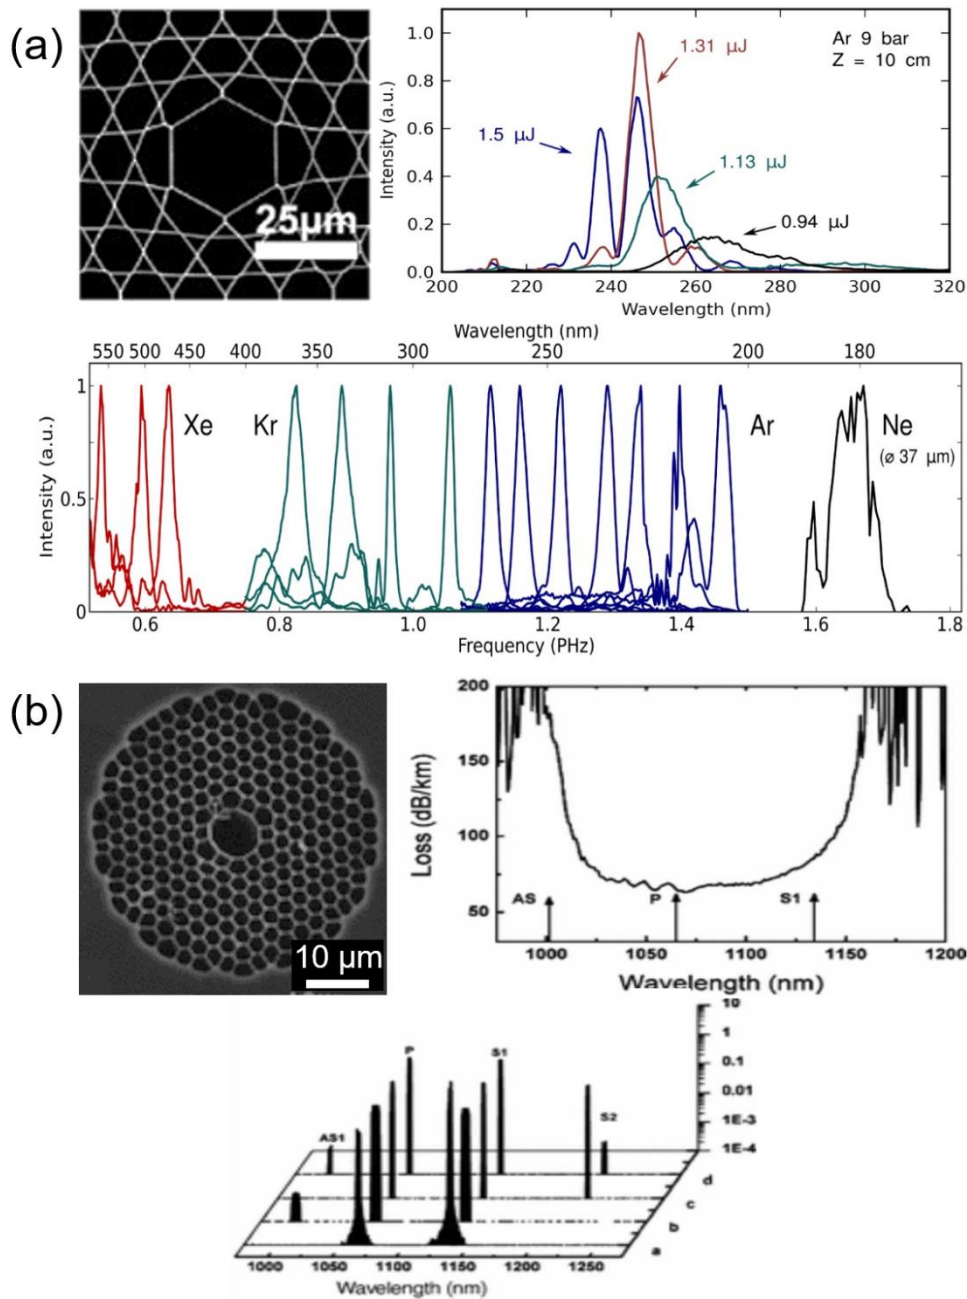 (a)
25μm
Intensity (a.u.)
1.0
0.8
0.6
0.4
0.2
0.0
Ar 9 bar
Z = 10 cm
1.31 μJ
1.5 μJ
1.13 μJ
0.94 μJ
200 220 240 260 280 300 320
Wavelength (nm)
Wavelength (nm)
550 500 450 400 350 300 250 200 180
Intensity (a.u.)
1
0.5
0
Xe Kr Ar Ne
(ø 37 μm)
0.6 0.8 1.0 1.2 1.4 1.6 1.8
Frequency (PHz)
(b)
10 μm
Loss (dB/km)
200
150
100
50
AS P S1
1000 1050 1100 1150 1200
Wavelength (nm)
10
1
0.1
0.01
1E-3
1E-4
P S1
AS1 S2
d
c
b
a
1000 1050 1100 1150 1200 1250
Wavelength (nm)